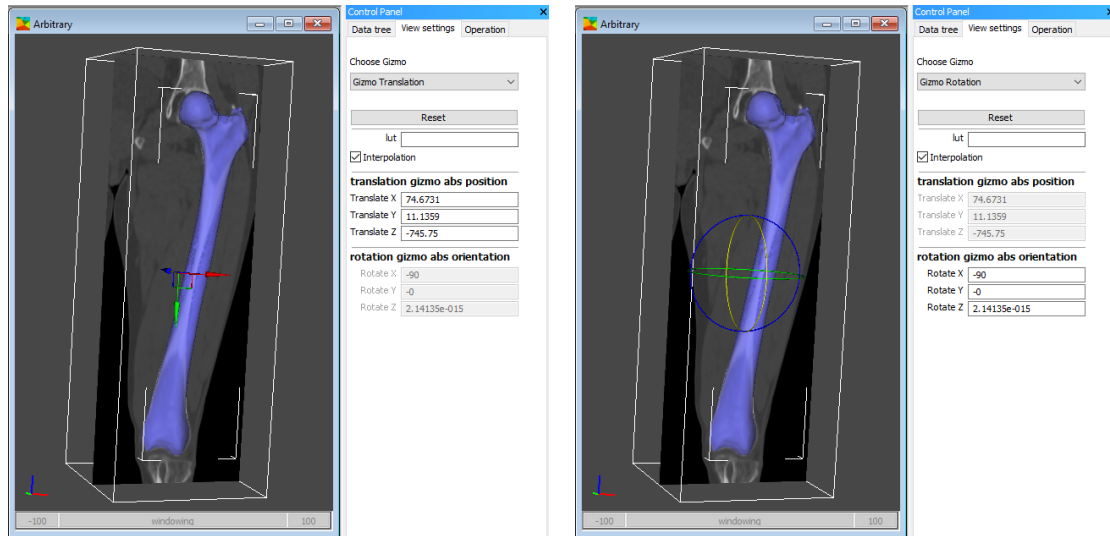 Arbitrary
Control Panel
Data tree View settings Operation
Choose Gizmo
Gizmo Translation
Reset
lut
Interpolation
translation gizmo abs position
Translate X 74.6731
Translate Y 11.1359
Translate Z -745.75
rotation gizmo abs orientation
Rotate X -90
Rotate Y -0
Rotate Z 2.14135e-015
-100 windowing 100
Arbitrary
Control Panel
Data tree View settings Operation
Choose Gizmo
Gizmo Rotation
Reset
lut
Interpolation
translation gizmo abs position
Translate X 74.6731
Translate Y 11.1359
Translate Z -745.75
rotation gizmo abs orientation
Rotate X -90
Rotate Y -0
Rotate Z 2.14135e-015
-100 windowing 100